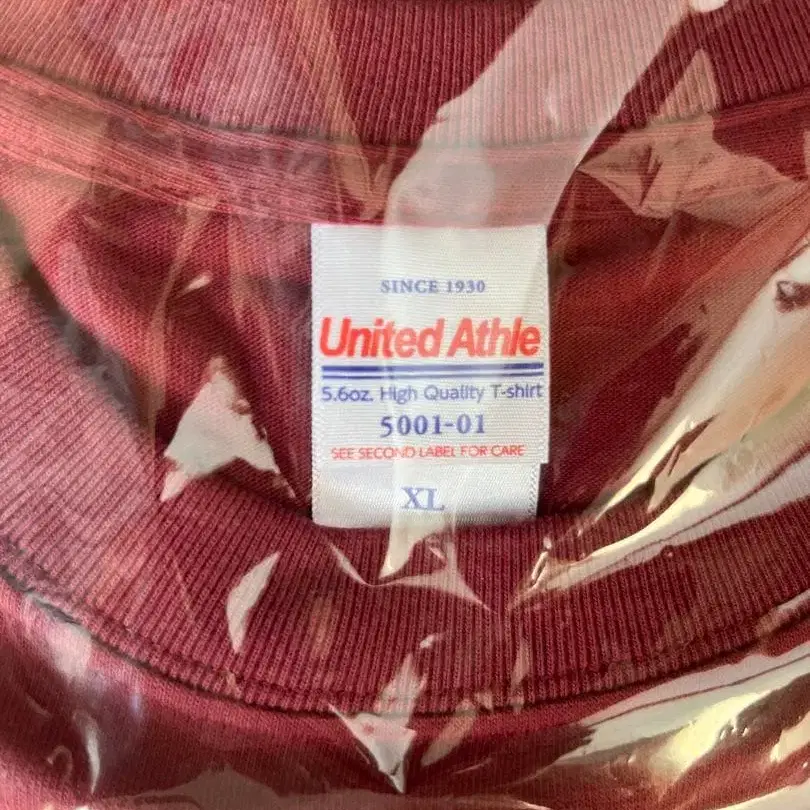 SINCE 1930
United Athle
5.6oz. High Quality T-shirt
5001-01
SEE SECOND LABEL FOR CARE
XL